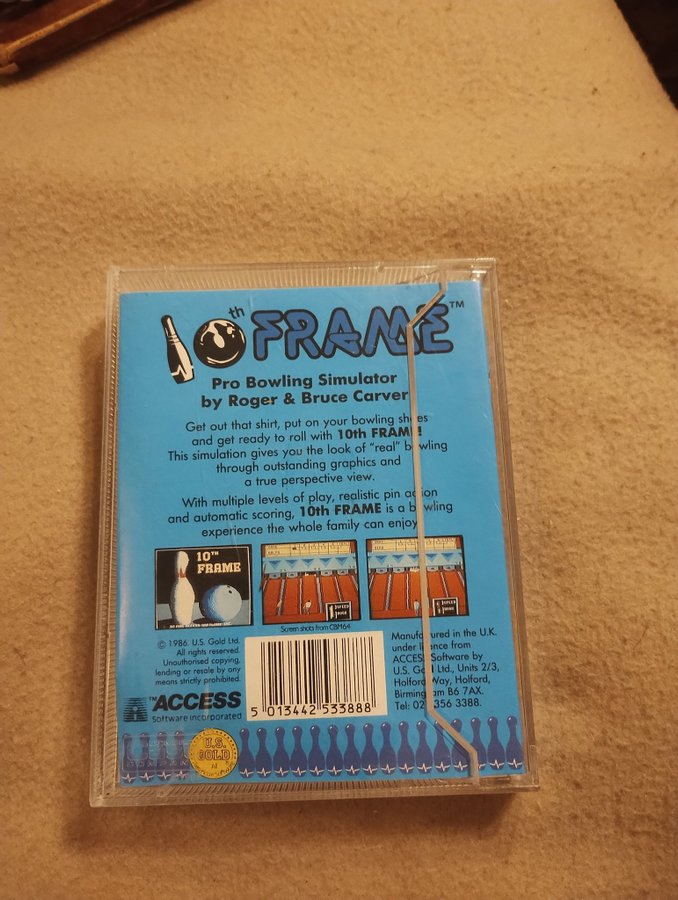 10th FRAME™
Pro Bowling Simulator
by Roger & Bruce Carver
Get out that shirt, put on your bowling shoes
and get ready to roll with 10th FRAME!
This simulation gives you the look of "real" bowling
through outstanding graphics and
a true perspective view.
With multiple levels of play, realistic pin action
and automatic scoring, 10th FRAME is a bowling
experience the whole family can enjoy.
10TH
FRAME
Screen shots from CBM64
© 1986 U.S. Gold Ltd.
All rights reserved.
Unauthorised copying,
lending or resale by any
means strictly prohibited.
™ACCESS
Software Incorporated
5 013442 533888
Manufactured in the U.K.
under licence from
ACCESS Software by
U.S. Gold Ltd., Units 2/3,
Holford Way, Holford,
Birmingham B6 7AX.
Tel: 02 356 3388.
U.S.
GOLD